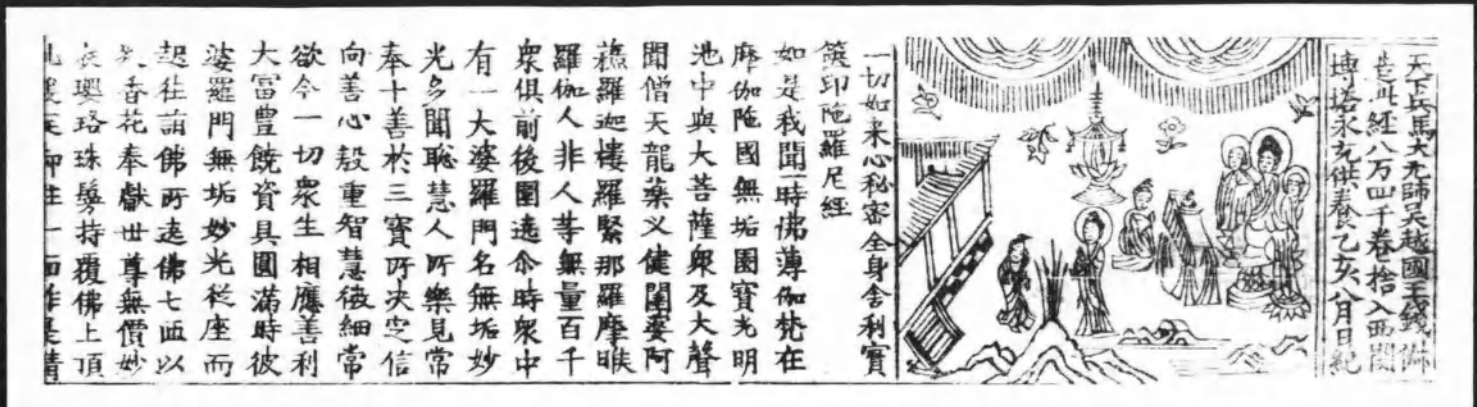 天下兵馬大元帥吳越國王錢俶
造此經八万四千卷捨入西關
塼塔永充供養乙亥八月日紀
一切如来心秘密全身舍利寶
篋印陁羅尼經
如是我聞一時佛薄伽梵在
摩伽陁國無垢園寶光明
池中與大菩薩衆及大聲
聞僧天龍藥义健闥婆阿
蘓羅迦樓羅緊那羅摩睺
羅伽人非人等無量百千
衆俱前後圍遶尒時衆中
有一大婆羅門名無垢妙
光多聞聡慧人所樂見常
奉十善於三寶所决定信
向善心殷重智慧微細常
欲令一切衆生相應善利
大富豊饒資具圓滿時彼
婆羅門無垢妙光從座而
起往詣佛所遶佛七匝以
香花奉獻世尊無價妙
衣瓔珞珠鬘持覆佛上頂
住一面作是請